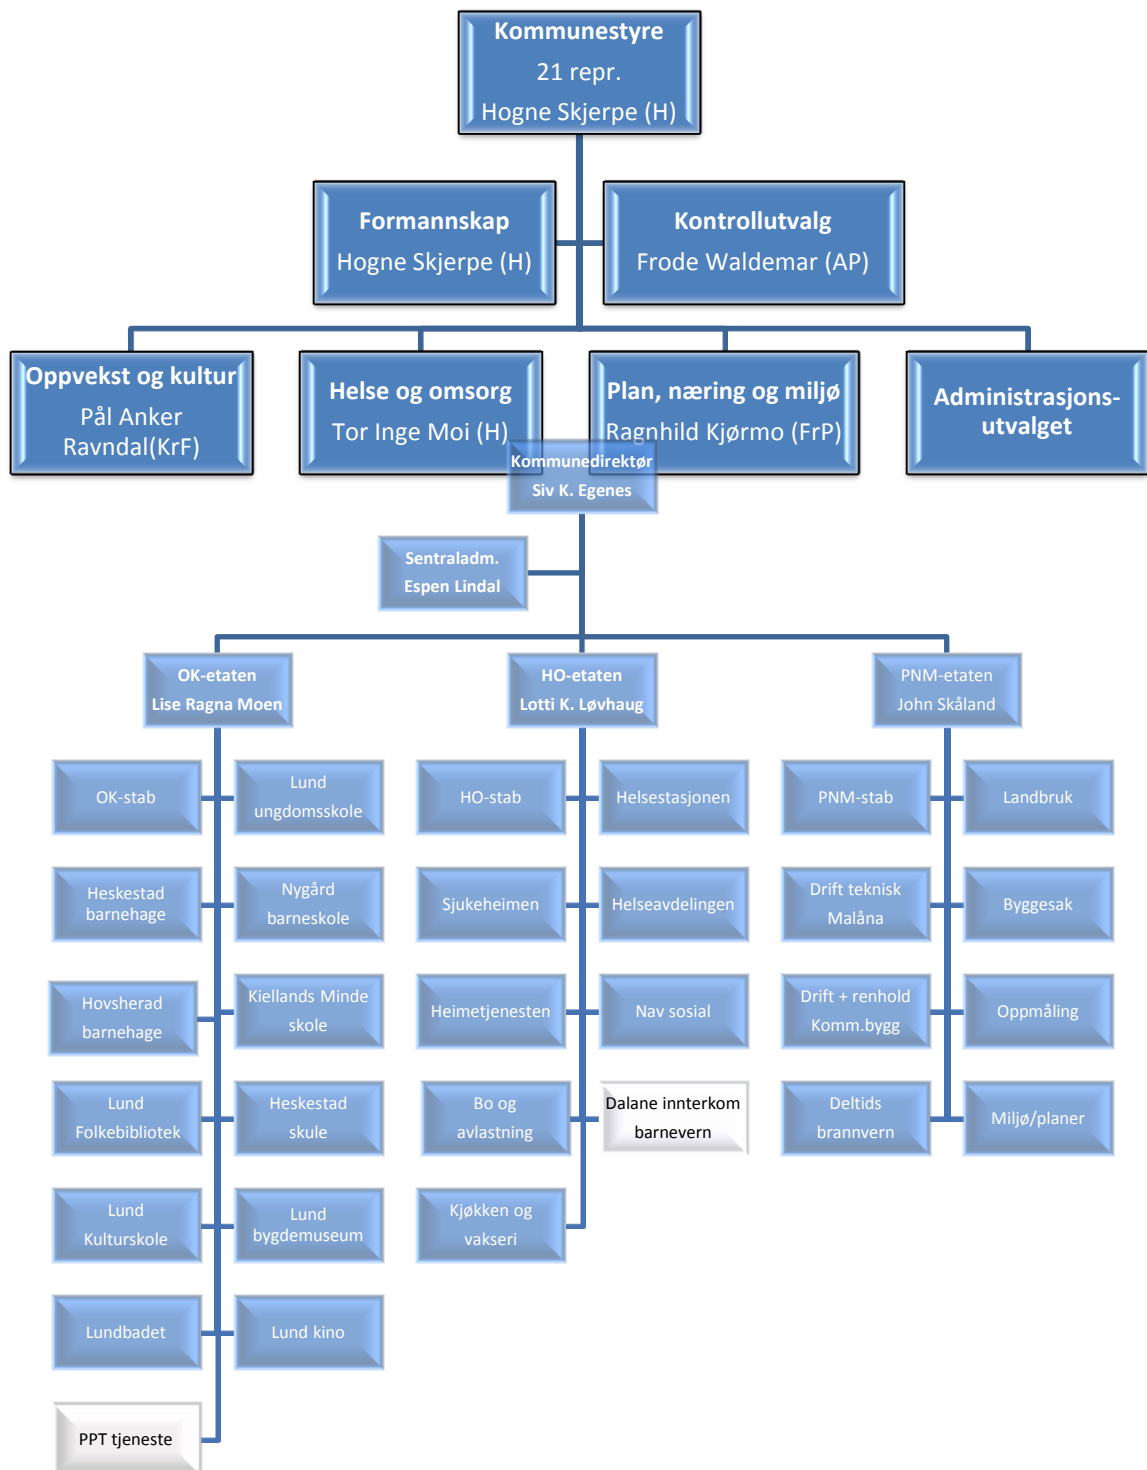 Kommunestyre
21 repr.
Hogne Skjerpe (H)
Formannskap
Hogne Skjerpe (H)
Kontrollutvalg
Frode Waldemar (AP)
Oppvekst og kultur
Pål Anker
Ravndal(KrF)
Helse og omsorg
Tor Inge Moi (H)
Plan, næring og miljø
Ragnhild Kjørmo (FrP)
Administrasjons-
utvalget
Kommunedirektør
Siv K. Egenes
Sentraladm.
Espen Lindal
OK-etaten
Lise Ragna Moen
HO-etaten
Lotti K. Løvhaug
PNM-etaten
John Skåland
OK-stab
Lund
ungdomsskole
HO-stab
Helsestasjonen
PNM-stab
Landbruk
Heskestad
barnehage
Nygård
barneskole
Sjukeheimen
Helseavdelingen
Drift teknisk
Malåna
Byggesak
Hovsherad
barnehage
Kiellands Minde
skole
Heimetjenesten
Nav sosial
Drift + renhold
Komm.bygg
Oppmåling
Lund
Folkebibliotek
Heskestad
skule
Bo og
avlastning
Dalane innterkom
barnevern
Deltids
brannvern
Miljø/planer
Lund
Kulturskole
Lund
bygdemuseum
Kjøkken og
vakseri
Lundbadet
Lund kino
PPT tjeneste